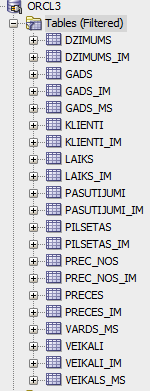 ORCL3
Tables (Filtered)
DZIMUMS
DZIMUMS_IM
GADS
GADS_IM
GADS_MS
KLIENTI
KLIENTI_IM
LAIKS
LAIKS_IM
PASUTIJUMI
PASUTIJUMI_IM
PILSETAS
PILSETAS_IM
PREC_NOS
PREC_NOS_IM
PRECES
PRECES_IM
VARDS_MS
VEIKALI
VEIKALI_IM
VEIKALS_MS